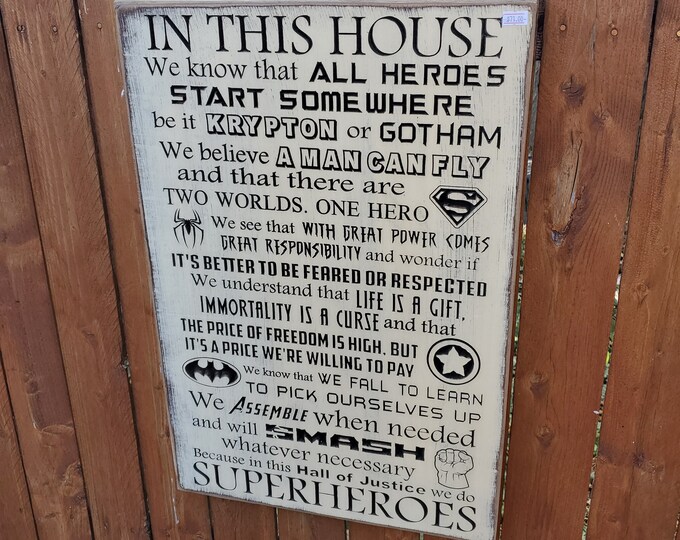 IN THIS HOUSE
We know that ALL HEROES
START SOMEWHERE
be it KRYPTON or GOTHAM
We believe A MAN CAN FLY
and that there are
TWO WORLDS. ONE HERO
We see that WITH GREAT POWER COMES
GREAT RESPONSIBILITY and wonder if
IT'S BETTER TO BE FEARED OR RESPECTED
We understand that LIFE IS A GIFT,
IMMORTALITY IS A CURSE and that
THE PRICE OF FREEDOM IS HIGH, BUT
IT'S A PRICE WE'RE WILLING TO PAY
We know that WE FALL TO LEARN
TO PICK OURSELVES UP
We ASSEMBLE when needed
and will SMASH
whatever necessary
Because in this Hall of Justice we do
SUPERHEROES